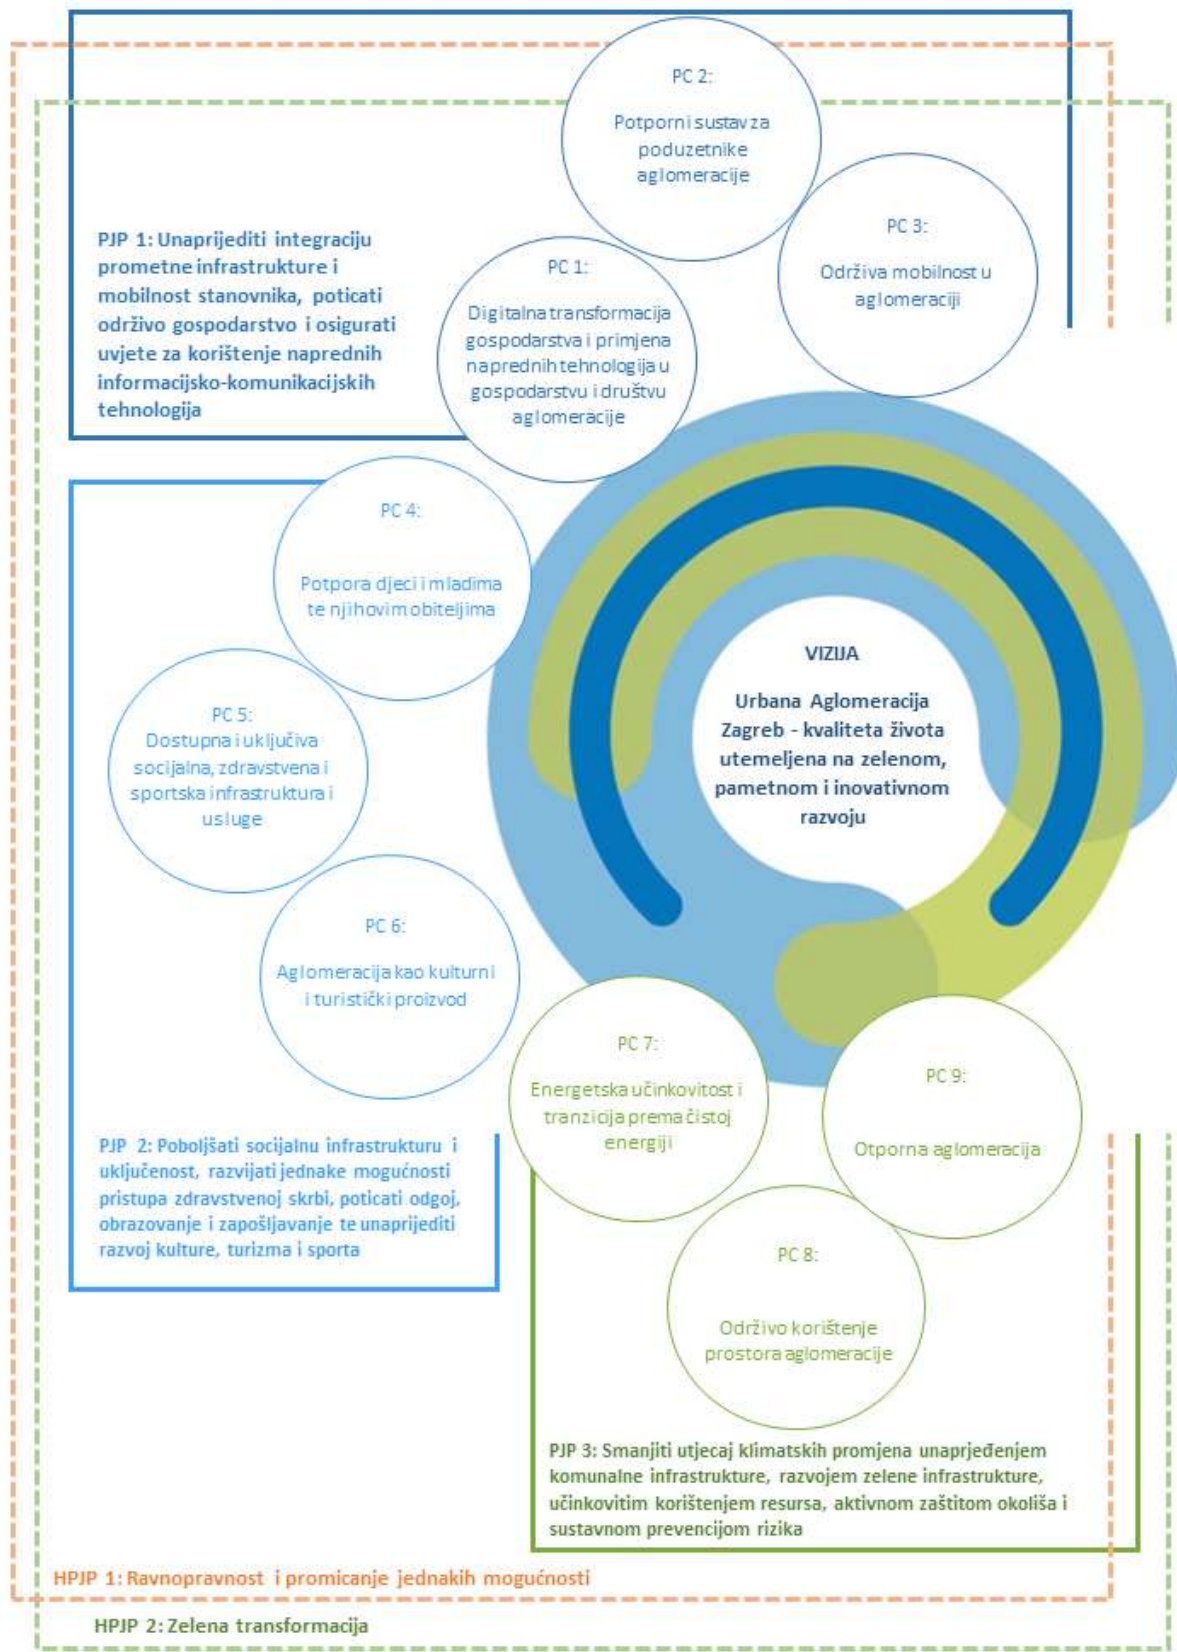 PC 2:
Potporni sustav za
poduzetnike
aglomeracije
PC 3:
Održiva mobilnost u
aglomeraciji
PJP 1: Unaprijediti integraciju
prometne infrastrukture i
mobilnost stanovnika, poticati
održivo gospodarstvo i osigurati
uvjete za korištenje naprednih
informacijsko-komunikacijskih
tehnologija
PC 1:
Digitalna transformacija
gospodarstva i primjena
naprednih tehnologija u
gospodarstvu i društvu
aglomeracije
PC 4:
Potpora djeci i mladima
te njihovim obiteljima
VIZIJA
Urbana Aglomeracija
Zagreb - kvaliteta života
utemeljena na zelenom,
pametnom i inovativnom
razvoju
PC 5:
Dostupna i uključiva
socijalna, zdravstvena i
sportska infrastruktura i
usluge
PC 6:
Aglomeracija kao kulturni
i turistički proizvod
PC 7:
Energetska učinkovitost i
tranzicija prema čistoj
energiji
PC 9:
Otporna aglomeracija
PJP 2: Poboljšati socijalnu infrastrukturu i
uključenost, razvijati jednake mogućnosti
pristupa zdravstvenoj skrbi, poticati odgoj,
obrazovanje i zapošljavanje te unaprijediti
razvoj kulture, turizma i sporta
PC 8:
Održivo korištenje
prostora aglomeracije
PJP 3: Smanjiti utjecaj klimatskih promjena unaprjeđenjem
komunalne infrastrukture, razvojem zelene infrastrukture,
učinkovitim korištenjem resursa, aktivnom zaštitom okoliša i
sustavnom prevencijom rizika
HPJP 1: Ravnopravnost i promicanje jednakih mogućnosti
HPJP 2: Zelena transformacija